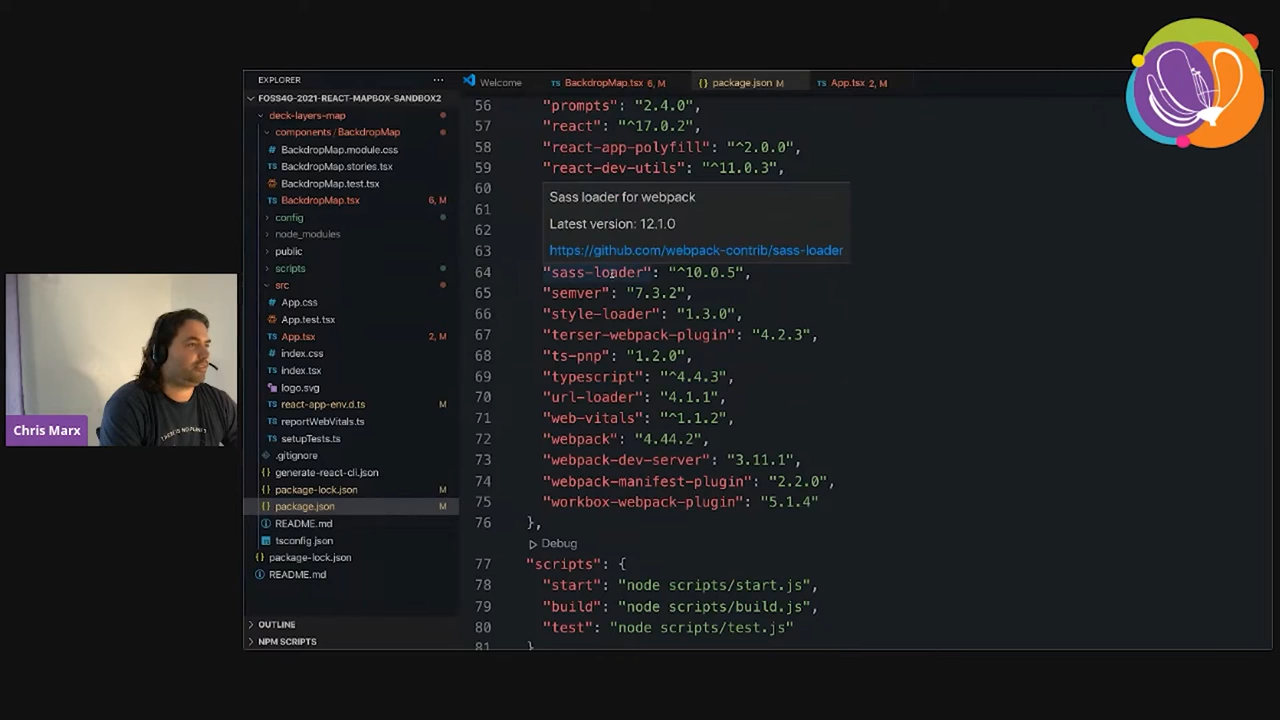 EXPLORER
FOSS4G-2021-REACT-MAPBOX-SANDBOX2
deck-layers-map
components / BackdropMap
BackdropMap.module.css
BackdropMap.stories.tsx
BackdropMap.test.tsx
BackdropMap.tsx 6, M
config
node_modules
public
scripts
src
App.css
App.test.tsx
App.tsx 2, M
index.css
index.tsx
logo.svg
react-app-env.d.ts M
reportWebVitals.ts
setupTests.ts
.gitignore
generate-react-cli.json
package-lock.json M
package.json M
README.md
tsconfig.json
package-lock.json
README.md
OUTLINE
NPM SCRIPTS
Welcome
BackdropMap.tsx 6, M
package.json M
App.tsx 2, M
56 "prompts": "2.4.0",
57 "react": "^17.0.2",
58 "react-app-polyfill": "^2.0.0",
59 "react-dev-utils": "^11.0.3",
60
61
62
63
Sass loader for webpack
Latest version: 12.1.0
https://github.com/webpack-contrib/sass-loader
64 "sass-loader": "^10.0.5",
65 "semver": "7.3.2",
66 "style-loader": "1.3.0",
67 "terser-webpack-plugin": "4.2.3",
68 "ts-pnp": "1.2.0",
69 "typescript": "^4.4.3",
70 "url-loader": "4.1.1",
71 "web-vitals": "^1.1.2",
72 "webpack": "4.44.2",
73 "webpack-dev-server": "3.11.1",
74 "webpack-manifest-plugin": "2.2.0",
75 "workbox-webpack-plugin": "5.1.4"
76 },
Debug
77 "scripts": {
78 "start": "node scripts/start.js",
79 "build": "node scripts/build.js",
80 "test": "node scripts/test.js"
81 }
Chris Marx
THERE IS NO PLANET